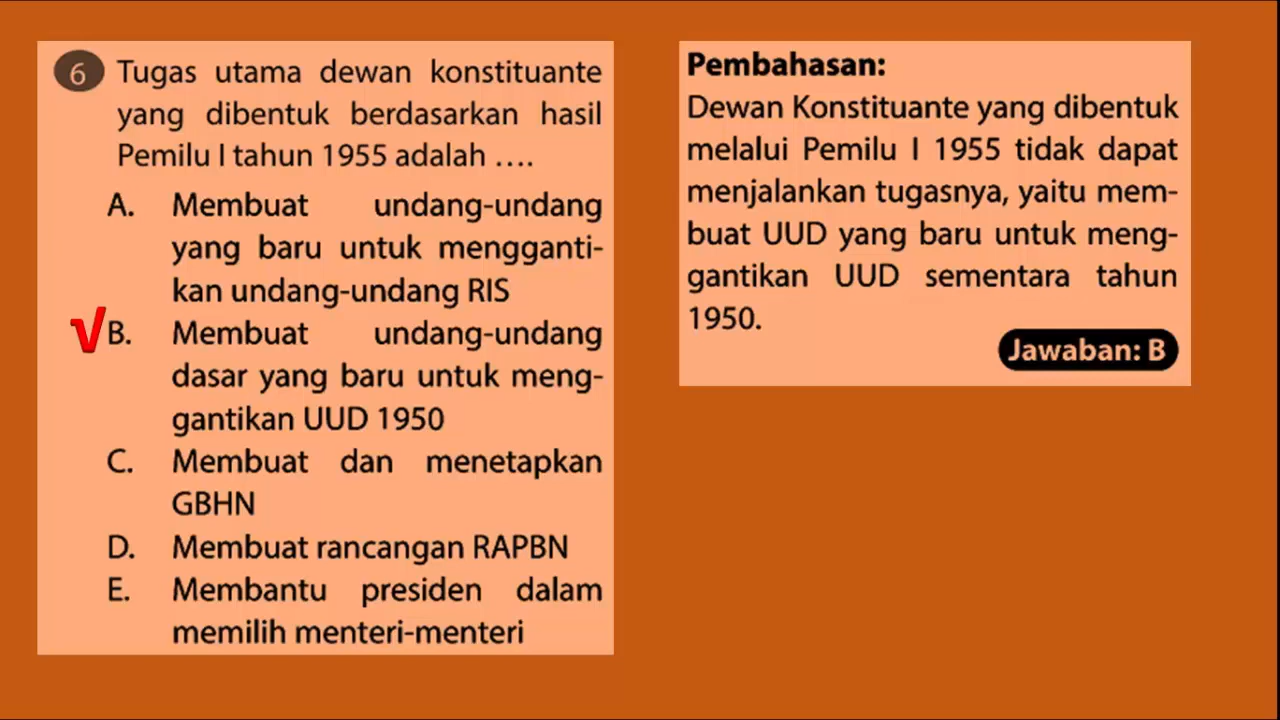 6 Tugas utama dewan konstituante
yang dibentuk berdasarkan hasil
Pemilu I tahun 1955 adalah ....
A. Membuat undang-undang
yang baru untuk mengganti-
kan undang-undang RIS
√ B. Membuat undang-undang
dasar yang baru untuk meng-
gantikan UUD 1950
C. Membuat dan menetapkan
GBHN
D. Membuat rancangan RAPBN
E. Membantu presiden dalam
memilih menteri-menteri
Pembahasan:
Dewan Konstituante yang dibentuk
melalui Pemilu I 1955 tidak dapat
menjalankan tugasnya, yaitu mem-
buat UUD yang baru untuk meng-
gantikan UUD sementara tahun
1950.
Jawaban: B